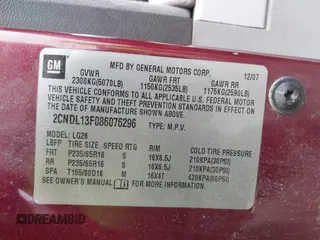 GM
MFD BY GENERAL MOTORS CORP. 12/07
GVWR GAWR FRT GAWR RR
2300KG(5070LB) 1150KG(2535LB) 1175KG(2590LB)
THIS VEHICLE CONFORMS TO ALL APPLICABLE U.S. FEDERAL
MOTOR VEHICLE SAFETY, BUMPER, AND THEFT
PREVENTION STANDARDS IN EFFECT ON THE
DATE OF MANUFACTURE SHOWN ABOVE.
2CNDL13F086075296 TYPE: M.P.V.
MODEL: LG26
LBFP TIRE SIZE SPEED RTG RIM COLD TIRE PRESSURE
FRT P235/65R16 S 16X6.5J 210KPA(30PSI)
RR P235/65R16 S 16X6.5J 210KPA(30PSI)
SPA T155/90D16 M 16X4T 420KPA(60PSI)
SEE OWNER'S MANUAL FOR ADDITIONAL INFORMATION
DREAMBID